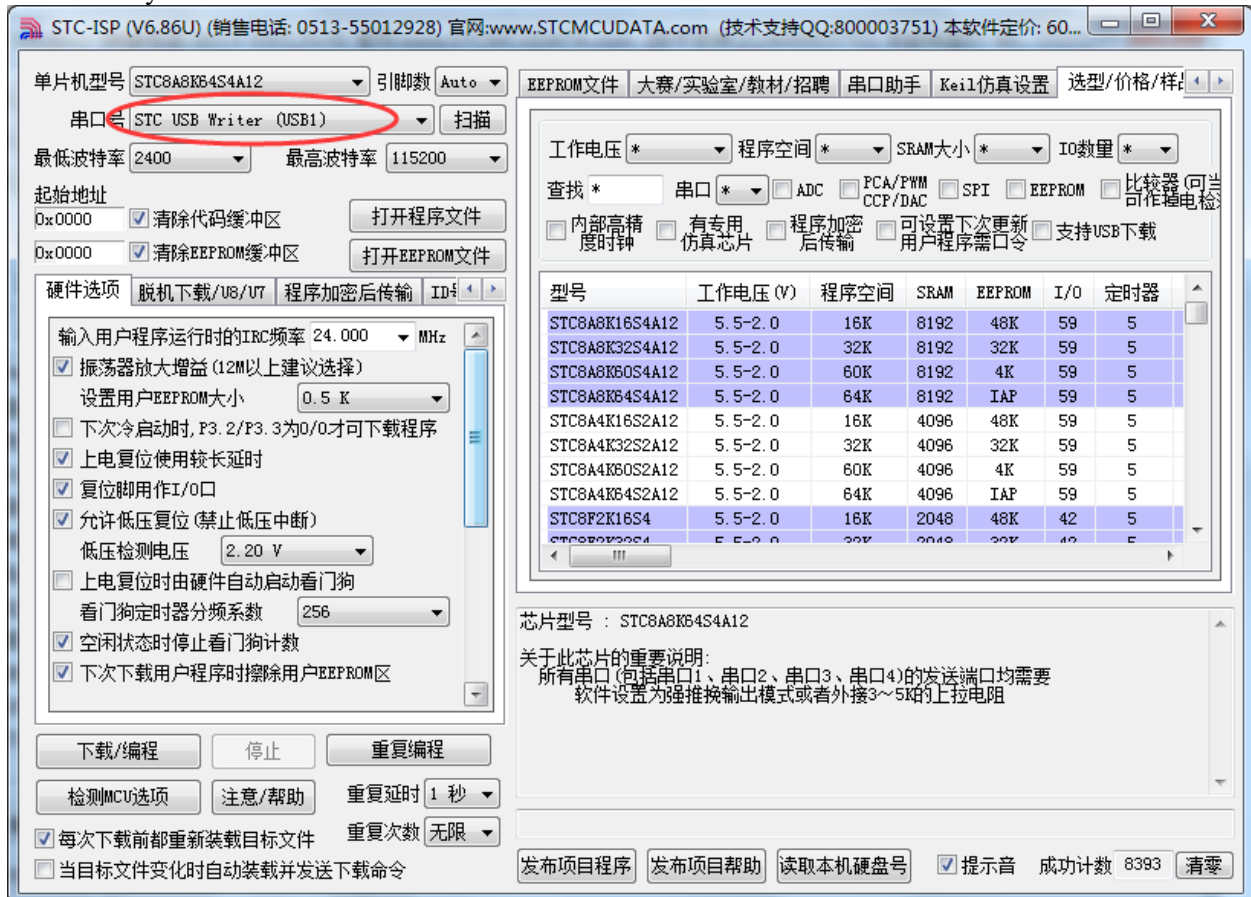 STC-ISP (V6.86U) (销售电话: 0513-55012928) 官网:www.STCMCUDATA.com (技术支持QQ:800003751) 本软件定价: 60...
单片机型号 STC8A8K64S4A12 引脚数 Auto
串口号 STC USB Writer (USB1) 扫描
最低波特率 2400 最高波特率 115200
起始地址
0x0000 清除代码缓冲区 打开程序文件
0x0000 清除EEPROM缓冲区 打开EEPROM文件
硬件选项 脱机下载/U8/U7 程序加密后传输
输入用户程序运行时的IRC频率 24.000 MHz
振荡器放大增益(12M以上建议选择)
设置用户EEPROM大小 0.5 K
下次冷启动时,P3.2/P3.3为0/0才可下载程序
上电复位使用较长延时
复位脚用作I/O口
允许低压复位(禁止低压中断)
低压检测电压 2.20 V
上电复位时由硬件自动启动看门狗
看门狗定时器分频系数 256
空闲状态时停止看门狗计数
下次下载用户程序时擦除用户EEPROM区
下载/编程 停止 重复编程
检测MCU选项 注意/帮助 重复延时 1 秒
每次下载前都重新装载目标文件 重复次数 无限
当目标文件变化时自动装载并发送下载命令
EEPROM文件 大赛/实验室/教材/招聘 串口助手 Keil仿真设置 选型/价格/样
工作电压 * 程序空间 * SRAM大小 * IO数量 *
查找 * 串口 * ADC PCA/PWM SPI EEPROM 比较器(可当
CCP/DAC 可作掉电检
内部高精 有专用 程序加密 可设置下次更新 支持USB下载
度时钟 仿真芯片 后传输 用户程序需口令
型号 工作电压(V) 程序空间 SRAM EEPROM I/O 定时器
STC8A8K16S4A12 5.5-2.0 16K 8192 48K 59 5
STC8A8K32S4A12 5.5-2.0 32K 8192 32K 59 5
STC8A8K60S4A12 5.5-2.0 60K 8192 4K 59 5
STC8A8K64S4A12 5.5-2.0 64K 8192 IAP 59 5
STC8A4K16S2A12 5.5-2.0 16K 4096 48K 59 5
STC8A4K32S2A12 5.5-2.0 32K 4096 32K 59 5
STC8A4K60S2A12 5.5-2.0 60K 4096 4K 59 5
STC8A4K64S2A12 5.5-2.0 64K 4096 IAP 59 5
STC8F2K16S4 5.5-2.0 16K 2048 48K 42 5
STC8F2K32S4 5.5-2.0 32K 2048 32K 42 5
芯片型号 : STC8A8K64S4A12
关于此芯片的重要说明:
所有串口(包括串口1、串口2、串口3、串口4)的发送端口均需要
软件设置为强推挽输出模式或者外接3~5K的上拉电阻
发布项目程序 发布项目帮助 读取本机硬盘号 提示音 成功计数 8393 清零